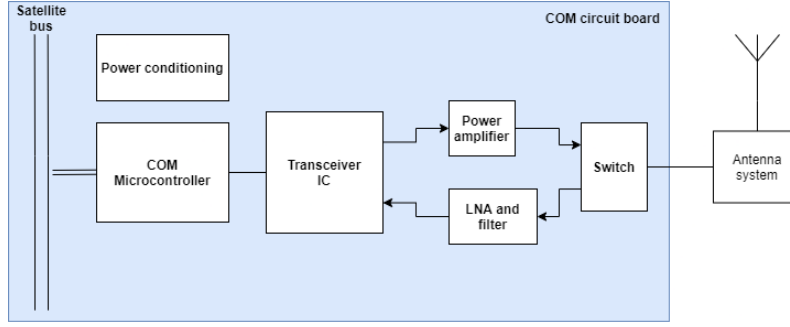 Satellite
bus
COM circuit board
Power conditioning
COM
Microcontroller
Transceiver
IC
Power
amplifier
LNA and
filter
Switch
Antenna
system